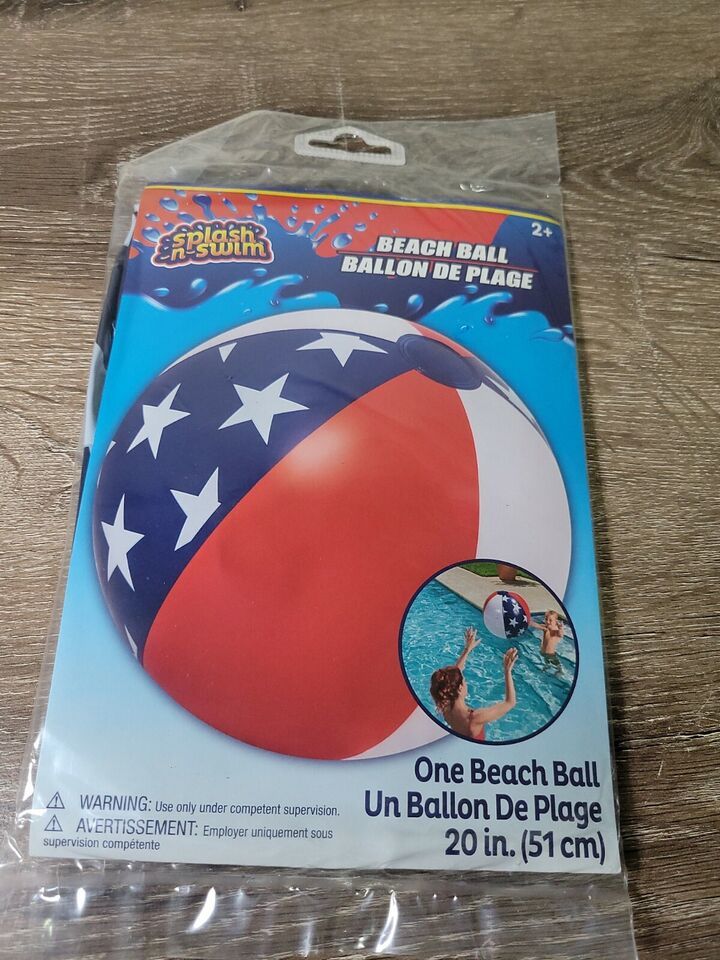 splash
n swim
2+
BEACH BALL
BALLON DE PLAGE
One Beach Ball
Un Ballon De Plage
20 in. (51 cm)
WARNING: Use only under competent supervision.
AVERTISSEMENT: Employer uniquement sous
supervision compétente